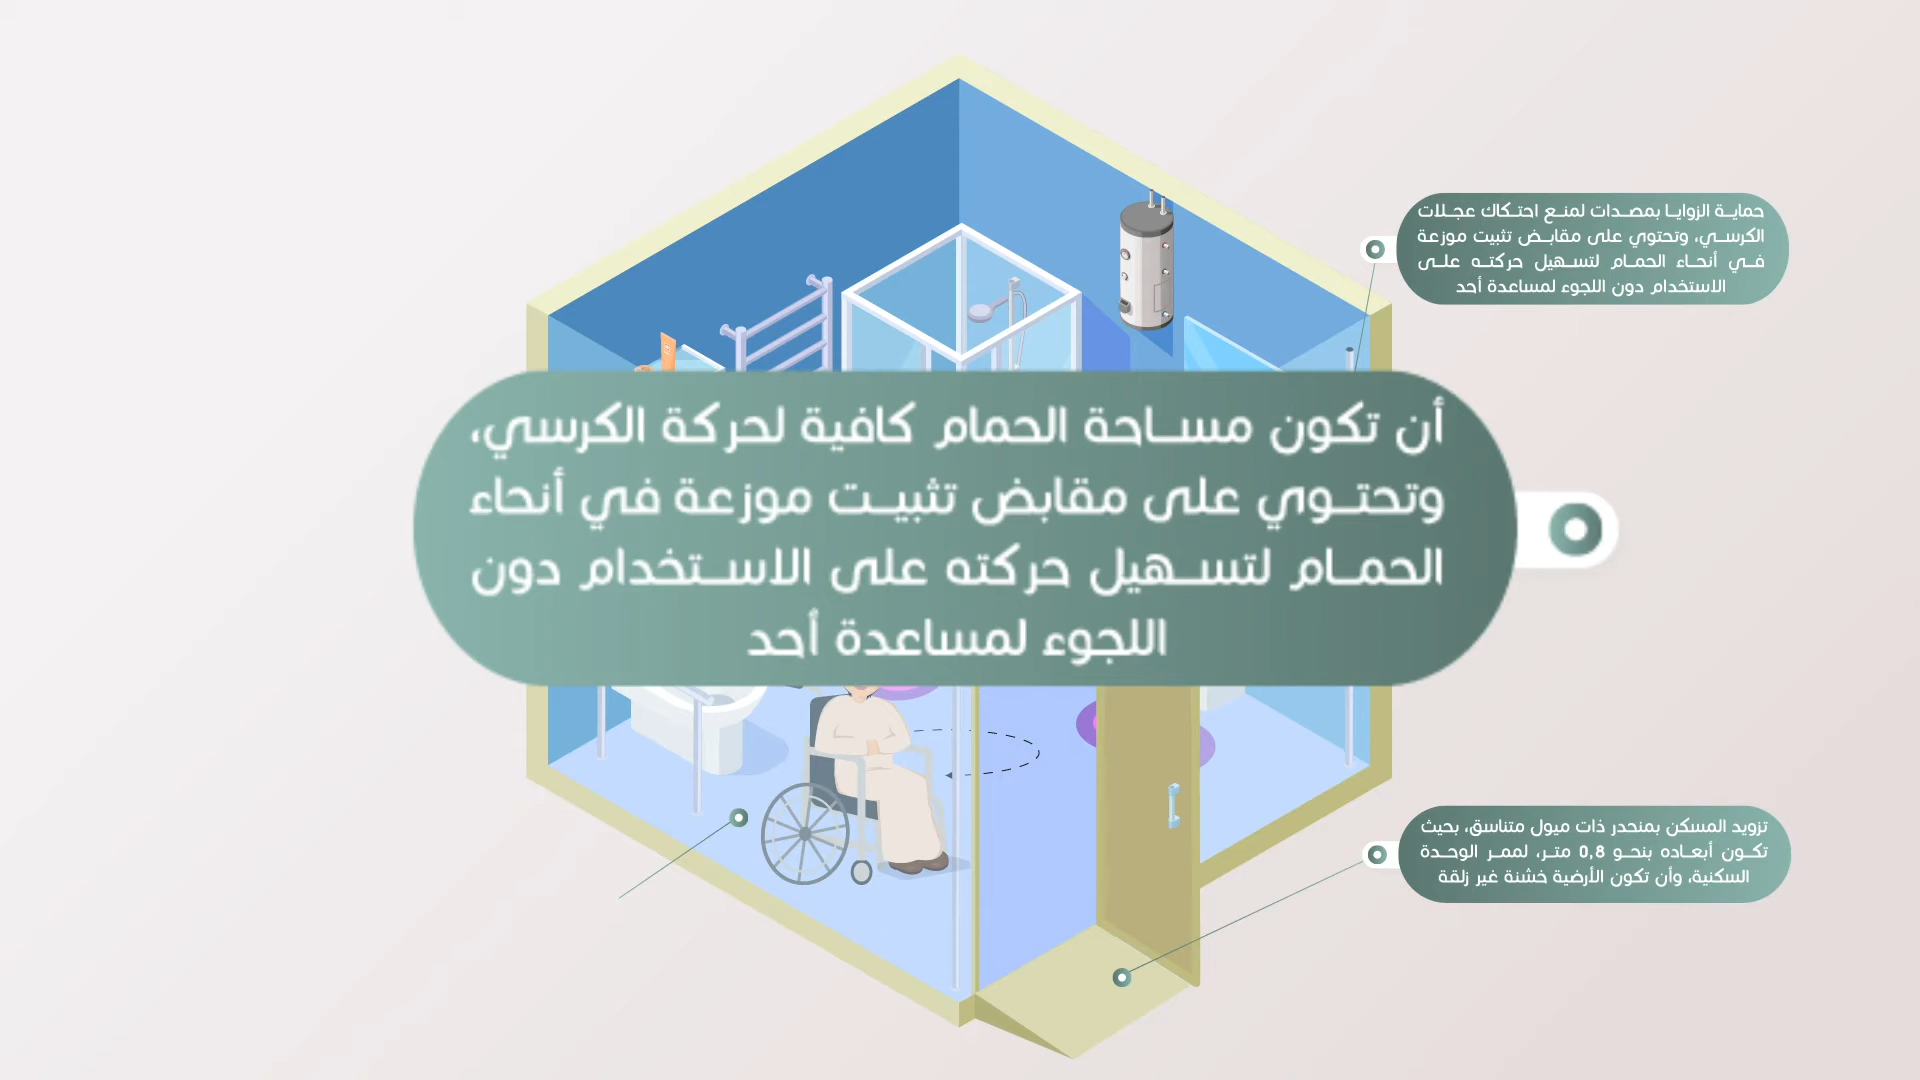 حماية الزوايا بمصدات لمنع احتكاك عجلات
الكرسي، وتحتوي على مقابض تثبيت موزعة
في أنحاء الحمام لتسهيل حركته على
الاستخدام دون اللجوء لمساعدة أحد
أن تكون مساحة الحمام كافية لحركة الكرسي،
وتحتوي على مقابض تثبيت موزعة في أنحاء
الحمام لتسهيل حركته على الاستخدام دون
اللجوء لمساعدة أحد
تزويد المسكن بمنحدر ذات ميول متناسق، بحيث
تكون أبعاده بنحو 0,8 متر، لممر الوحدة
السكنية، وأن تكون الأرضية خشنة غير زلقة